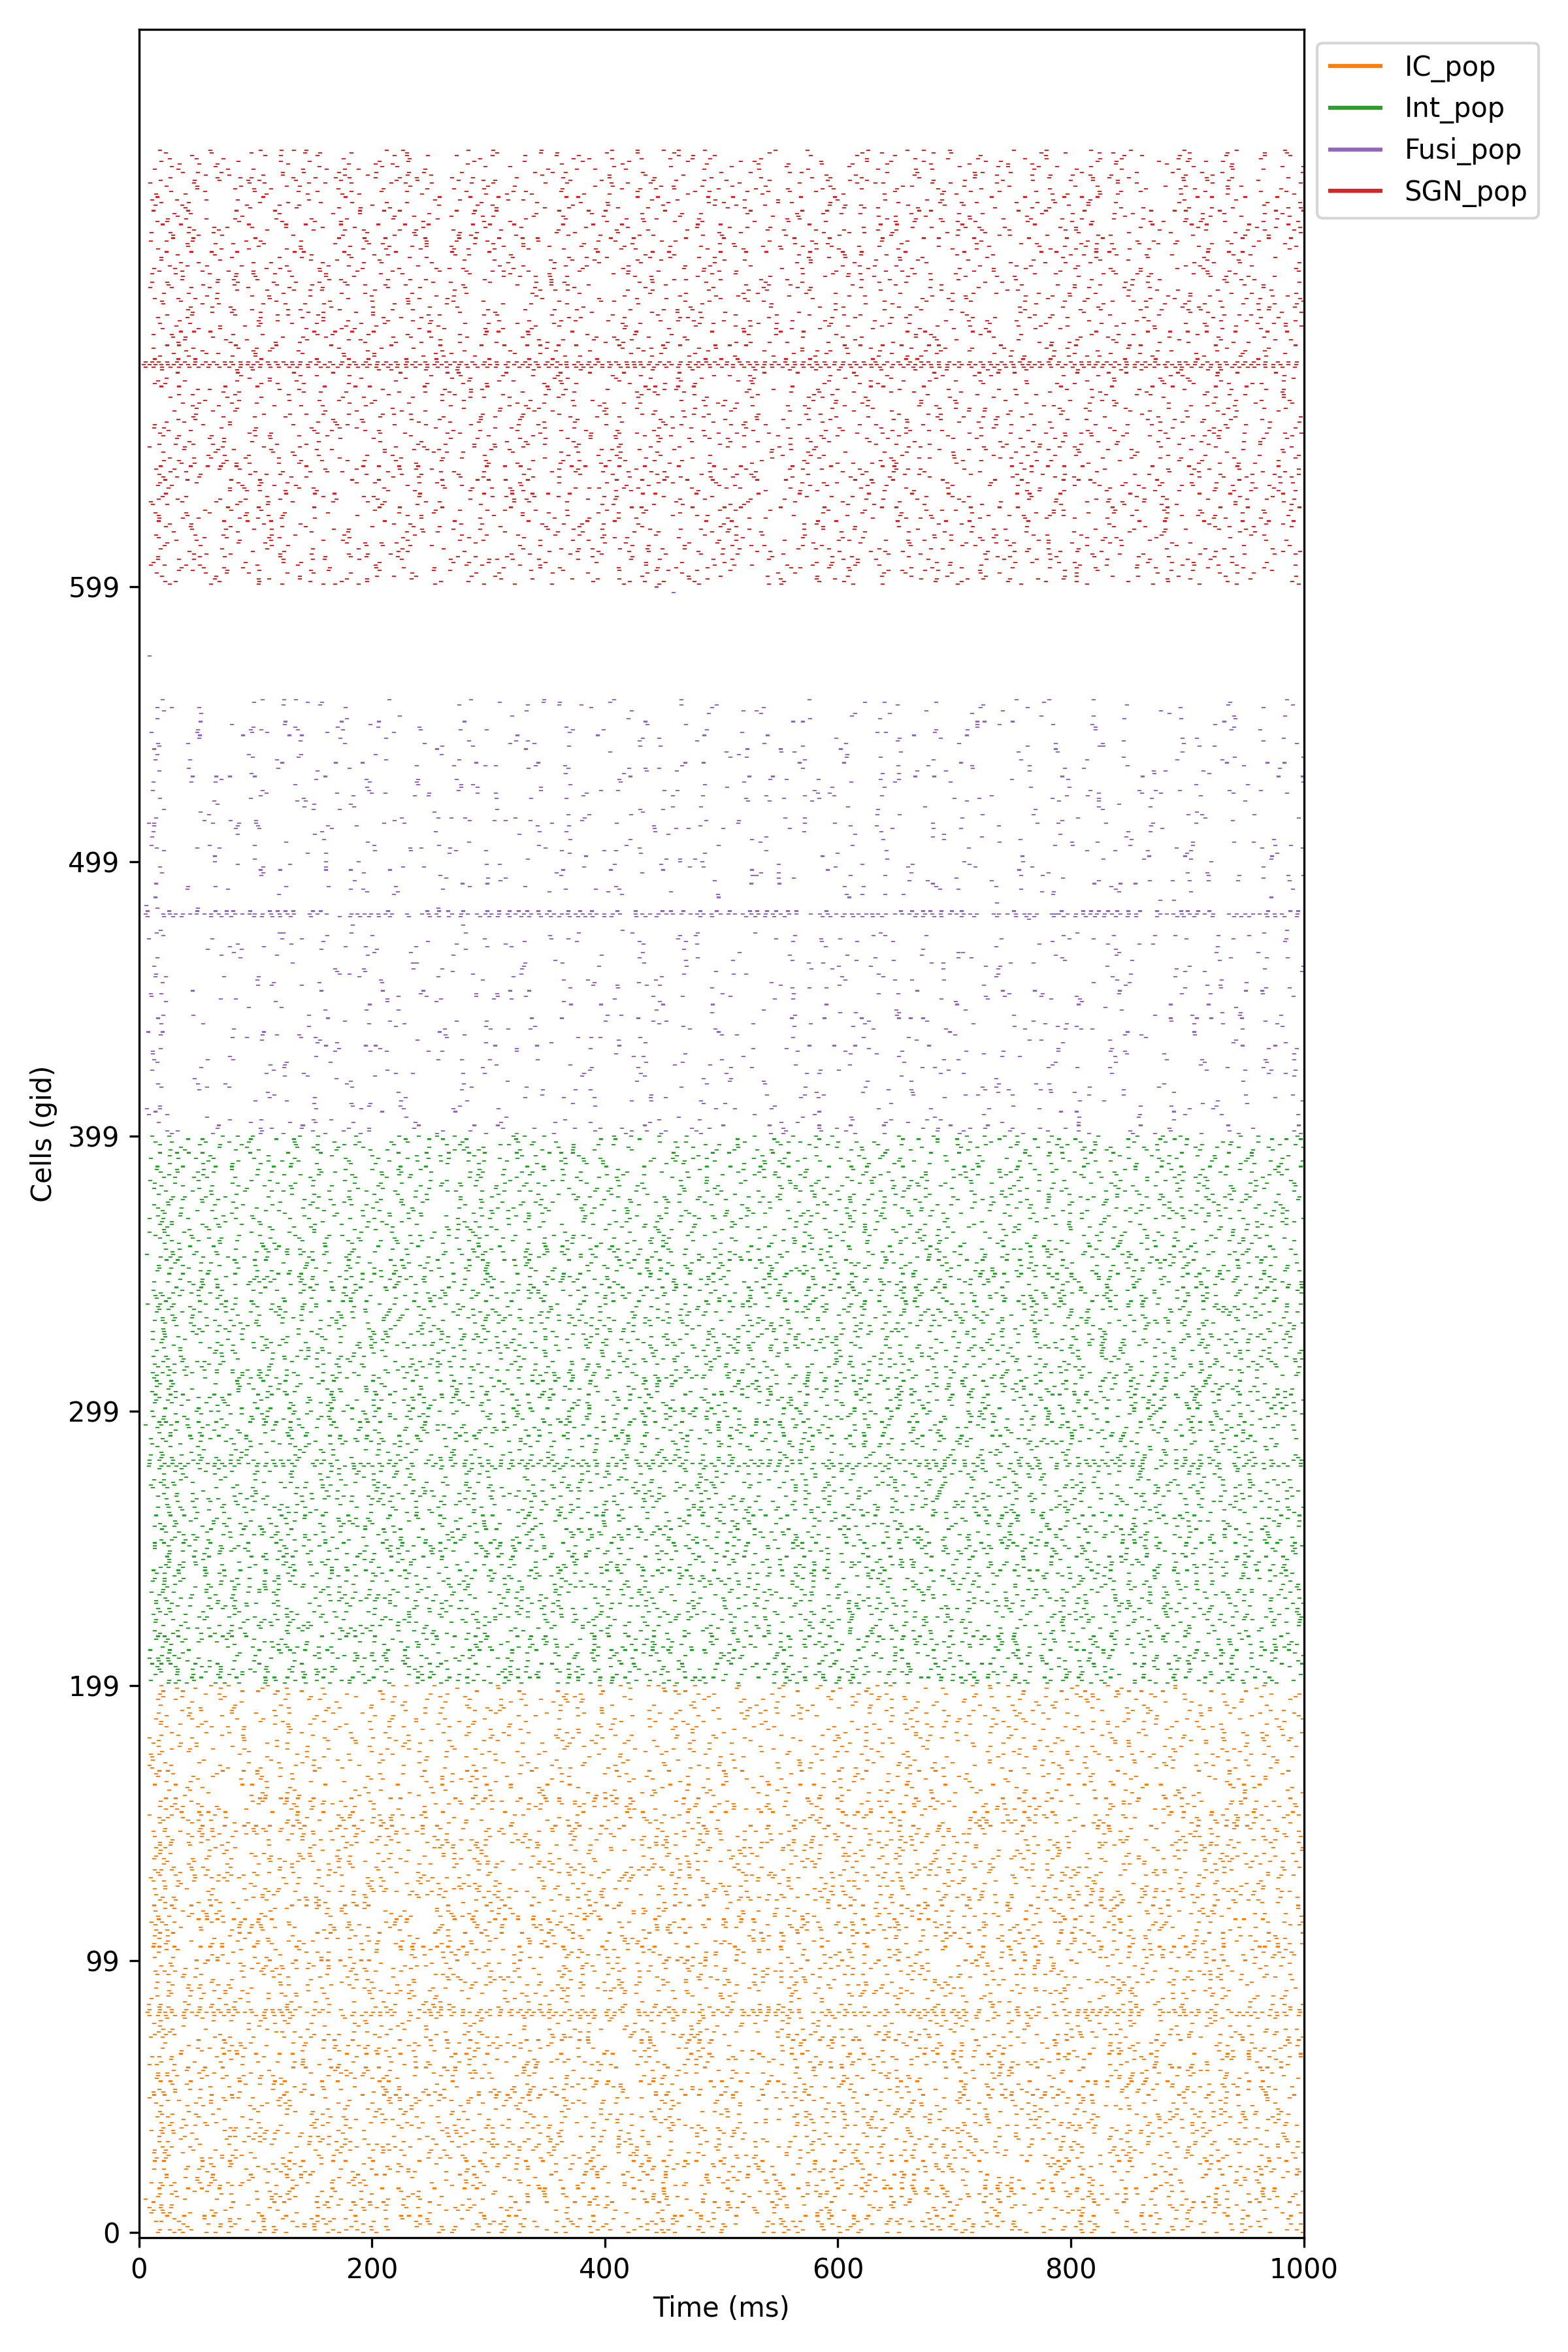 IC_pop
Int_pop
Fusi_pop
SGN_pop
599
499
399
299
199
99
0
Cells (gid)
0 200 400 600 800 1000
Time (ms)